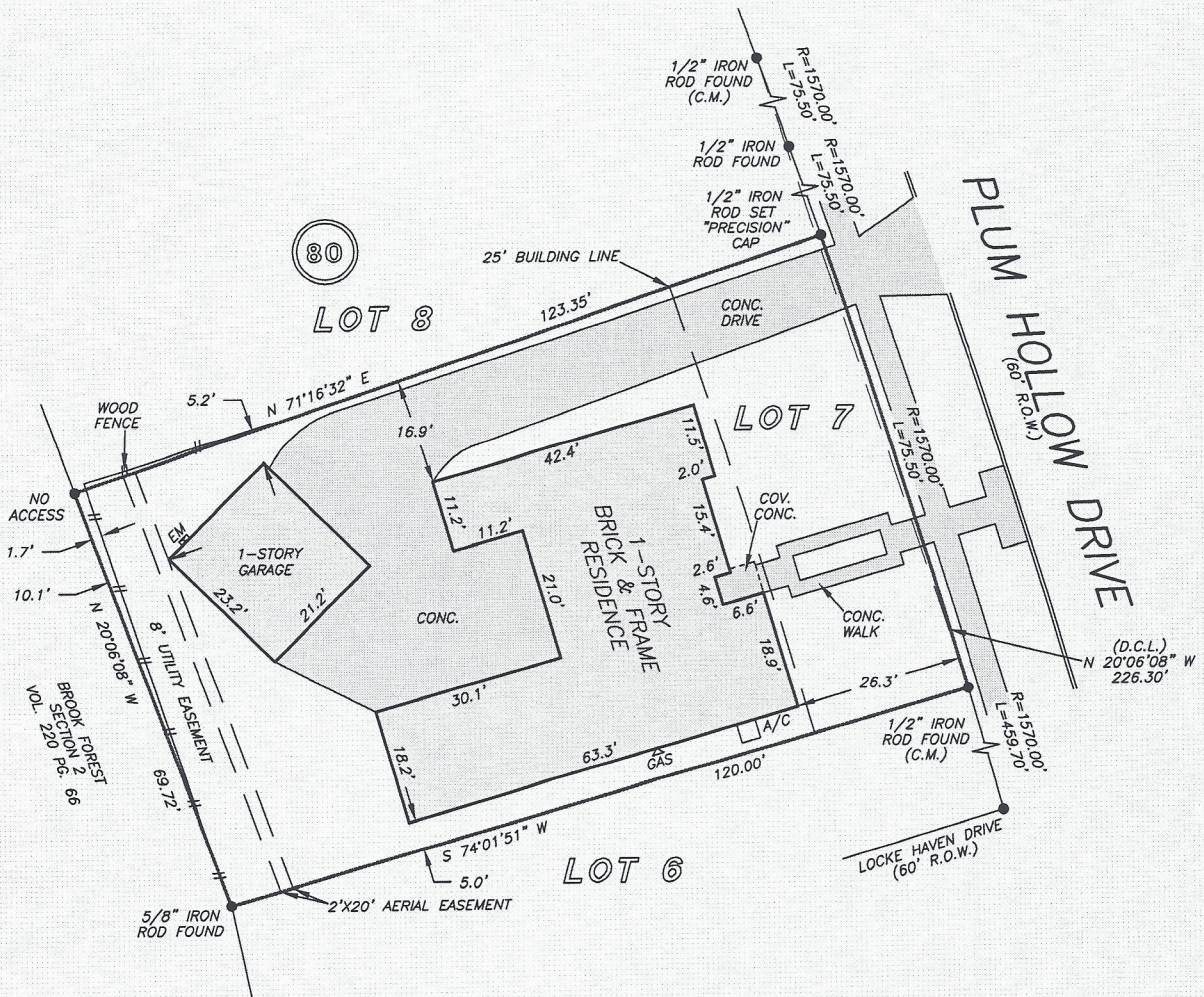 1/2" IRON
ROD FOUND
(C.M.)
R=1570.00'
L=75.50'
1/2" IRON
ROD FOUND
R=1570.00'
L=75.50'
1/2" IRON
ROD SET
"PRECISION"
CAP
80
LOT 8
25' BUILDING LINE
123.35'
CONC.
DRIVE
PLUM HOLLOW DRIVE
(60' R.O.W.)
WOOD
FENCE
5.2'
N 71°16'32" E
16.9'
LOT 7
11.5'
42.4'
2.0'
R=1570.00'
L=75.50'
NO
ACCESS
1.7'
10.1'
1-STORY
GARAGE
23.2'
21.2'
11.2'
11.2'
21.0'
CONC.
1-STORY
BRICK & FRAME
RESIDENCE
15.4'
COV.
CONC.
2.6'
4.6'
6.6'
CONC.
WALK
18.9'
(D.C.L.)
N 20°06'08" W
226.30'
N 20°06'08" W
8' UTILITY EASEMENT
BROOK FOREST
SECTION 2
VOL. 220 PG. 66
69.72'
30.1'
18.2'
63.3'
GAS
A/C
26.3'
120.00'
1/2" IRON
ROD FOUND
(C.M.)
R=1570.00'
L=459.70'
S 74°01'51" W
5.0'
LOT 6
LOCKE HAVEN DRIVE
(60' R.O.W.)
2'X20' AERIAL EASEMENT
5/8" IRON
ROD FOUND